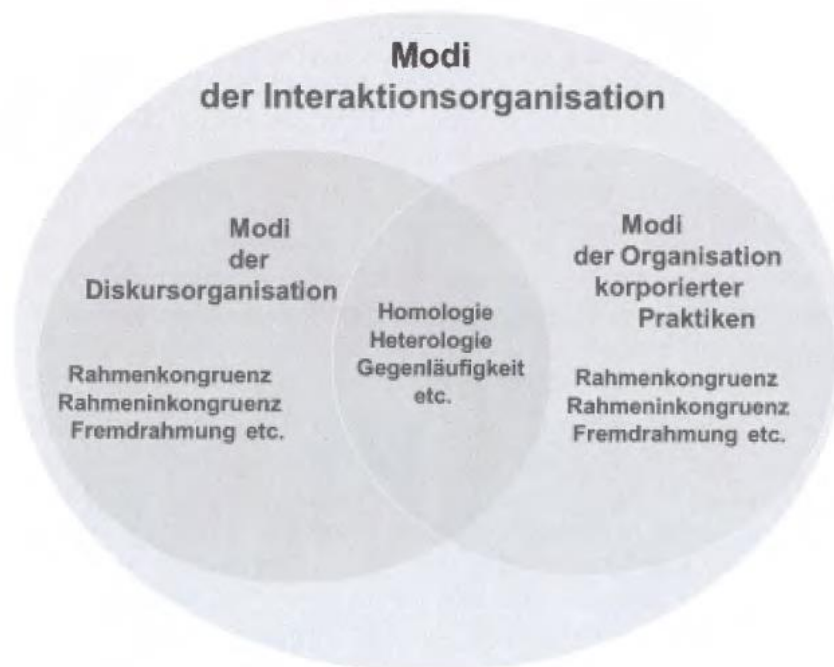 Modi
der Interaktionsorganisation
Modi
der
Diskursorganisation
Rahmenkongruenz
Rahmeninkongruenz
Fremdrahmung etc.
Homologie
Heterologie
Gegenläufigkeit
etc.
Modi
der Organisation
korporierter
Praktiken
Rahmenkongruenz
Rahmeninkongruenz
Fremdrahmung etc.